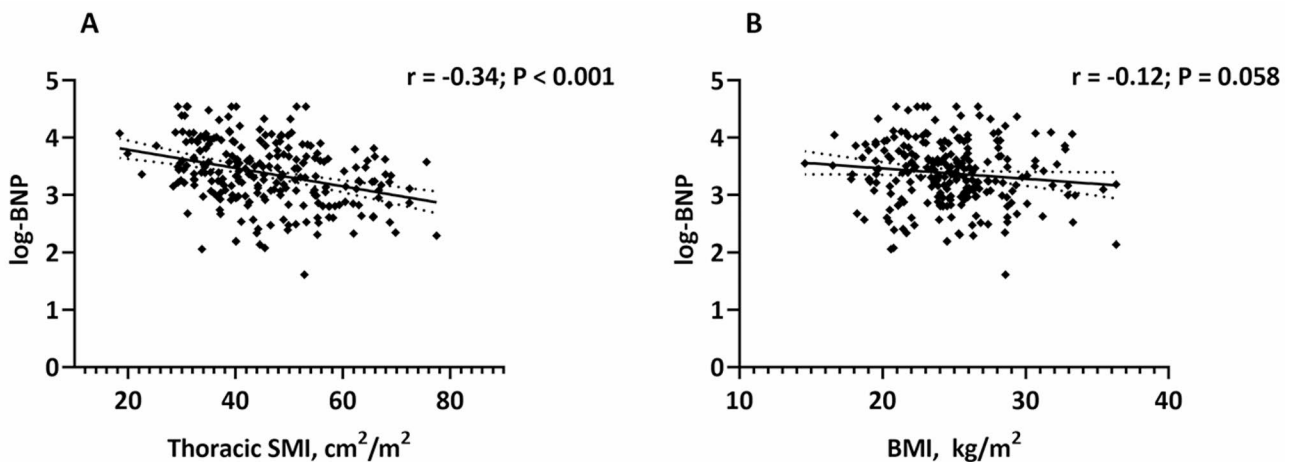 A
r = -0.34; P < 0.001
5
4
3
2
1
0
log-BNP
20 40 60 80
Thoracic SMI, cm²/m²
B
r = -0.12; P = 0.058
5
4
3
2
1
0
log-BNP
10 20 30 40
BMI, kg/m²